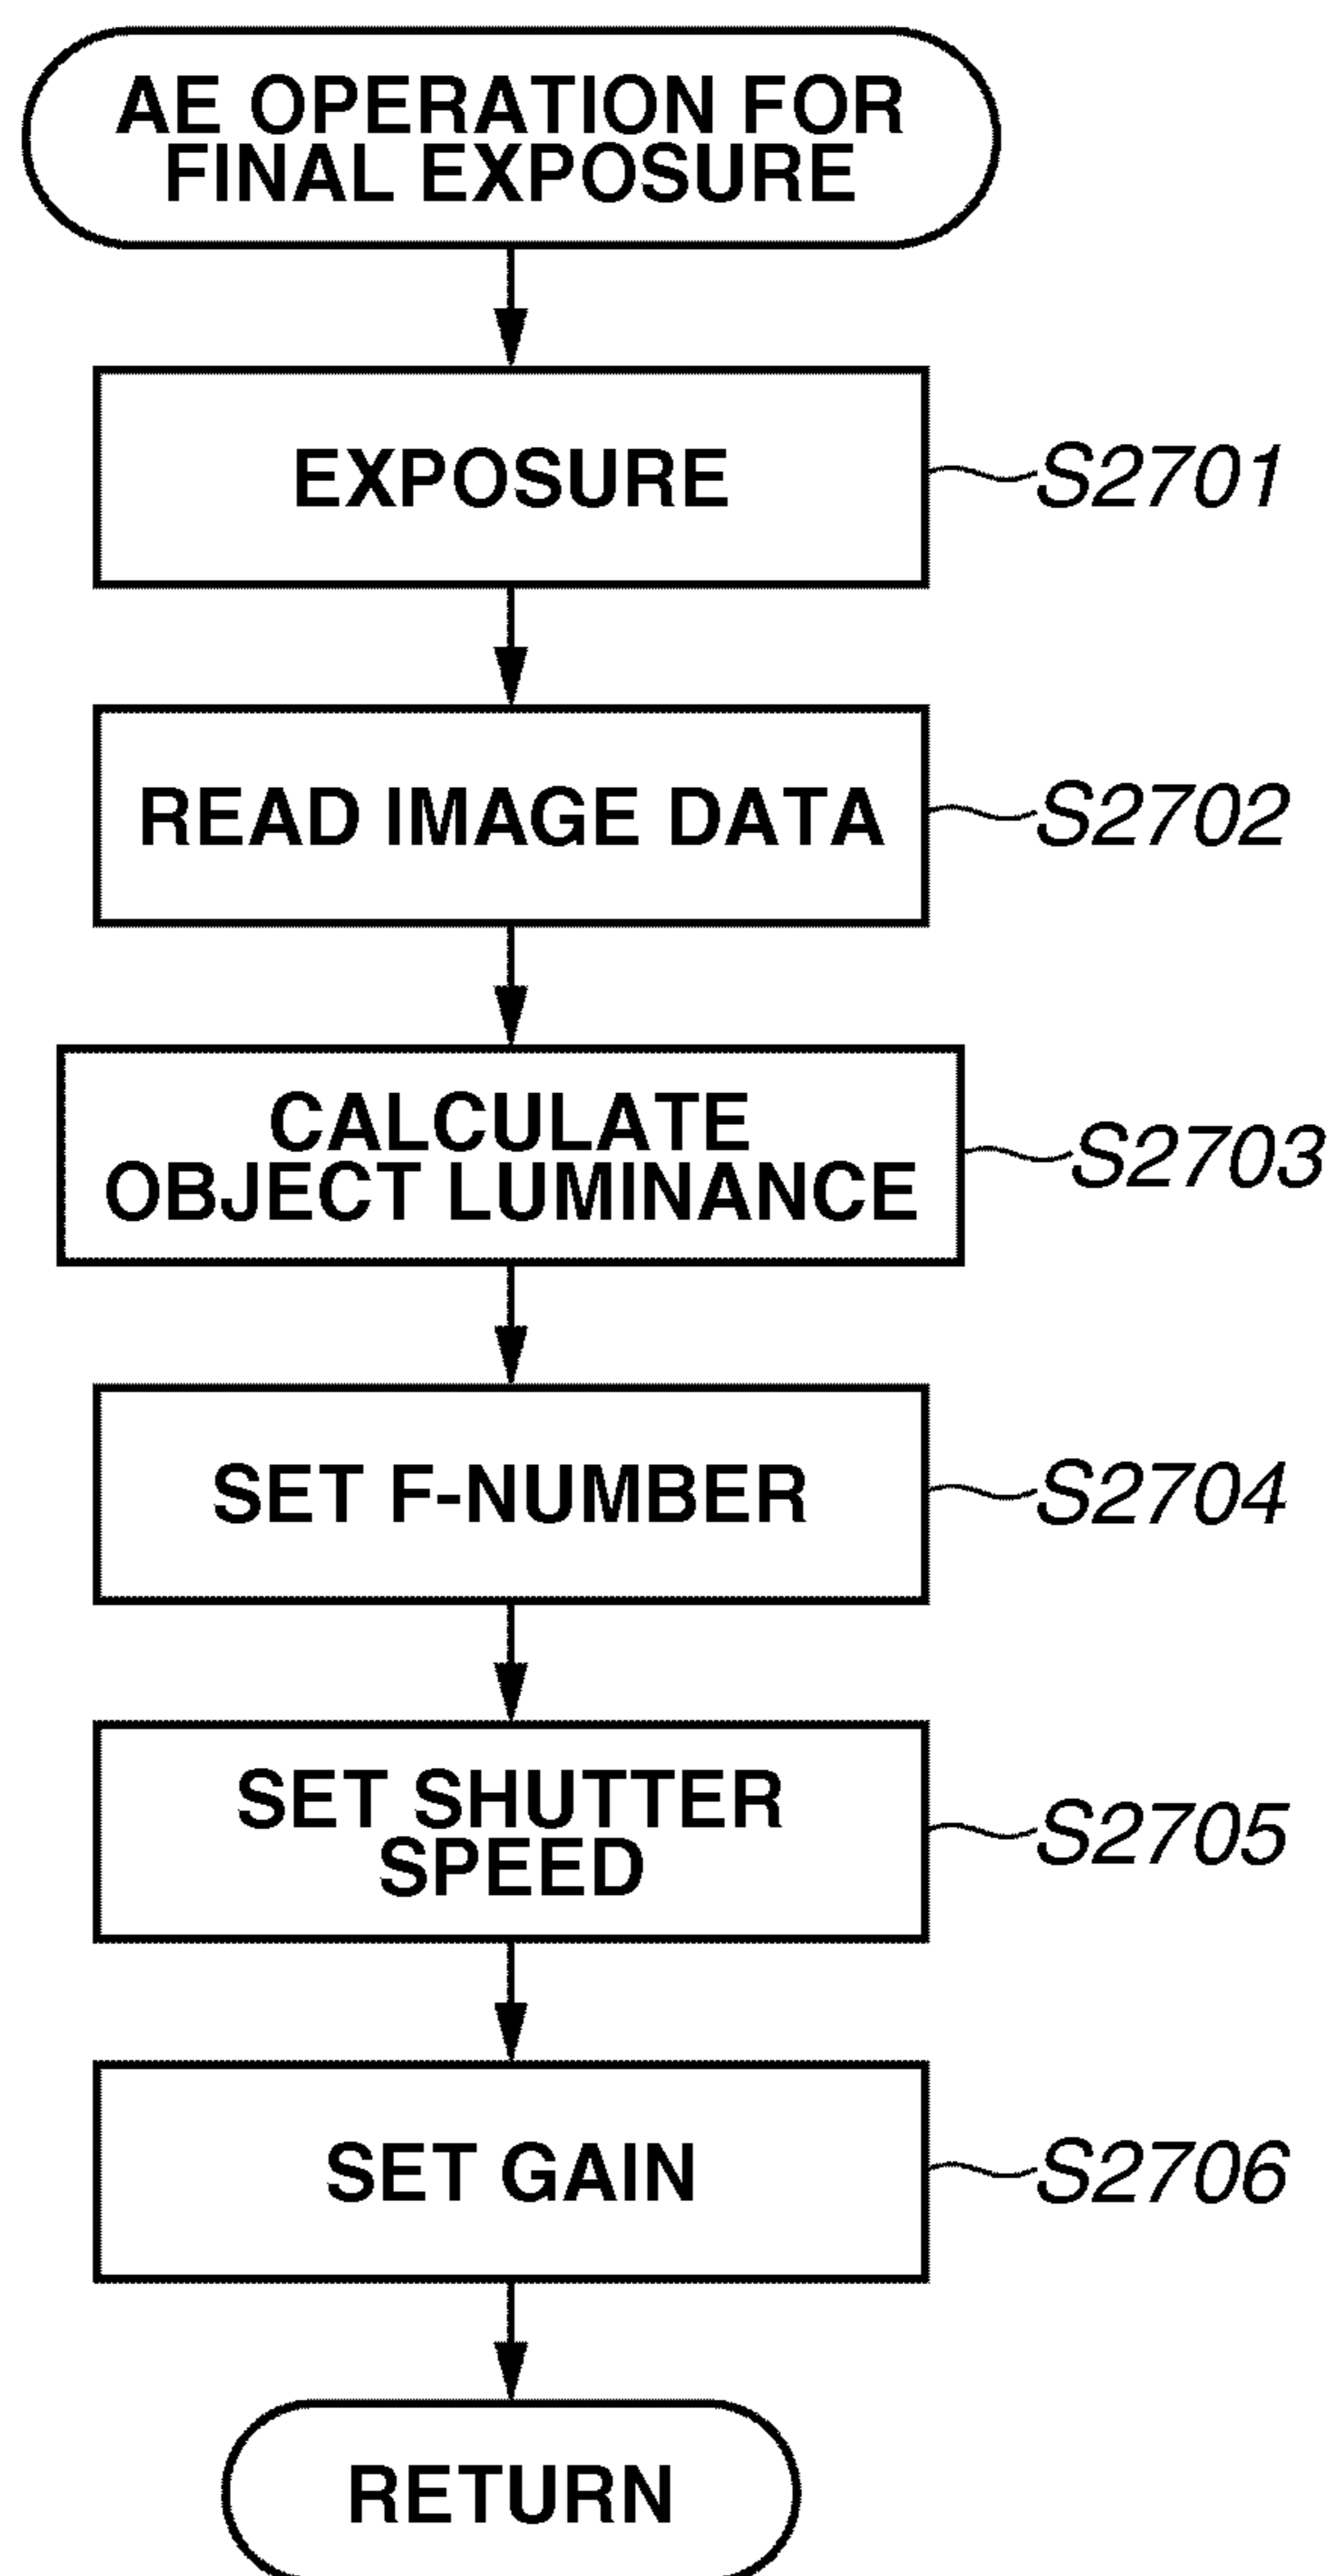 AE OPERATION FOR
FINAL EXPOSURE
EXPOSURE
S2701
READ IMAGE DATA
S2702
CALCULATE
OBJECT LUMINANCE
S2703
SET F-NUMBER
S2704
SET SHUTTER
SPEED
S2705
SET GAIN
S2706
RETURN